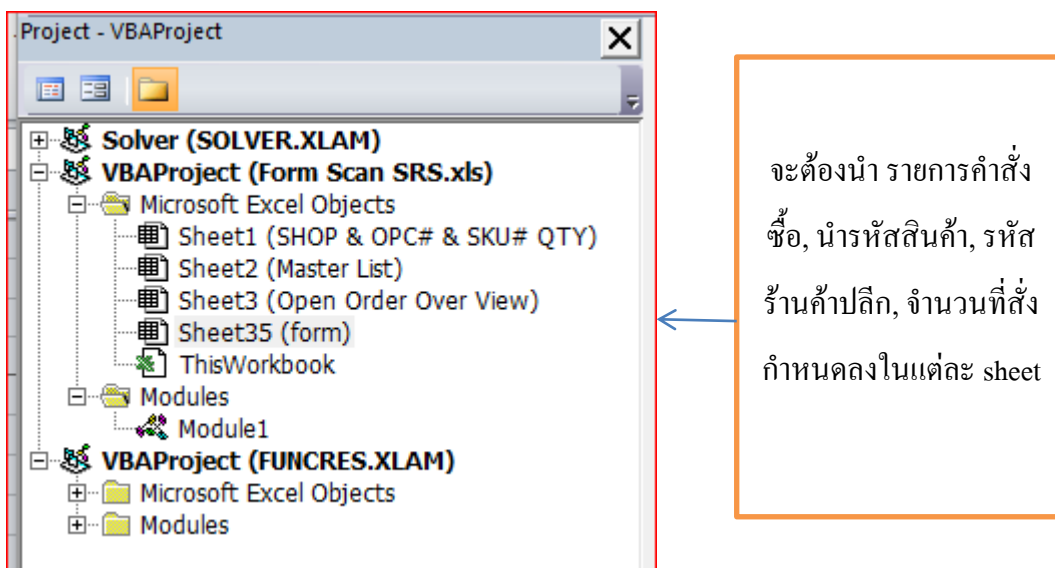 Project - VBAProject
Solver (SOLVER.XLAM)
VBAProject (Form Scan SRS.xls)
Microsoft Excel Objects
Sheet1 (SHOP & OPC# & SKU# QTY)
Sheet2 (Master List)
Sheet3 (Open Order Over View)
Sheet35 (form)
ThisWorkbook
Modules
Module1
VBAProject (FUNCRES.XLAM)
Microsoft Excel Objects
Modules
จะต้องนำ รายการคำสั่ง
ซื้อ, นำรหัสสินค้า, รหัส
ร้านค้าปลีก, จำนวนที่สั่ง
กำหนดลงในแต่ละ sheet